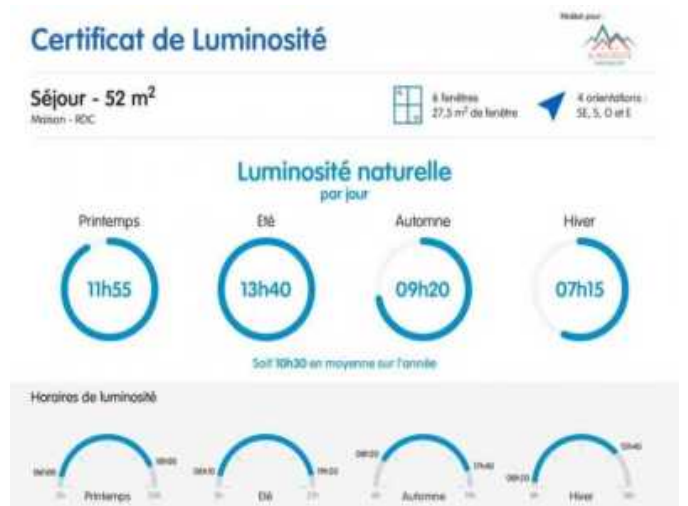 Réalisé pour :
Certificat de Luminosité
Séjour - 52 m²
Maison - RDC
6 fenêtres
27,5 m² de fenêtre
4 orientations :
SE, S, O et E
Luminosité naturelle
par jour
Printemps
Eté
Automne
Hiver
11h55
13h40
09h20
07h15
Soit 10h30 en moyenne sur l'année
Horaires de luminosité
Printemps
Eté
Automne
Hiver